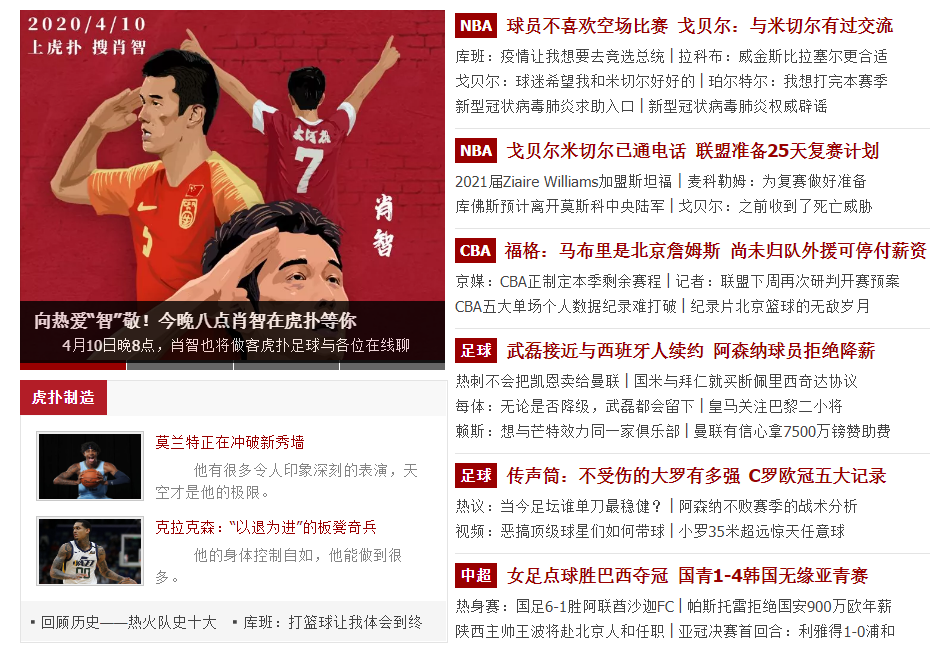 2020/4/10
上虎扑 搜肖智
大阿森
7
5
肖智
向热爱“智”敬！今晚八点肖智在虎扑等你
4月10日晚8点，肖智也将做客虎扑足球与各位在线聊
虎扑制造
莫兰特正在冲破新秀墙
他有很多令人印象深刻的表演，天
空才是他的极限。
克拉克森：“以退为进”的板凳奇兵
他的身体控制自如，他能做到很
多。
▪ 回顾历史——热火队史十大 ▪ 库班：打篮球让我体会到终
NBA 球员不喜欢空场比赛 戈贝尔：与米切尔有过交流
库班：疫情让我想要去竞选总统 | 拉科布：威金斯比拉塞尔更合适
戈贝尔：球迷希望我和米切尔好好的 | 珀尔特尔：我想打完本赛季
新型冠状病毒肺炎求助入口 | 新型冠状病毒肺炎权威辟谣
NBA 戈贝尔米切尔已通电话 联盟准备25天复赛计划
2021届Ziaire Williams加盟斯坦福 | 麦科勒姆：为复赛做好准备
库佛斯预计离开莫斯科中央陆军 | 戈贝尔：之前收到了死亡威胁
CBA 福格：马布里是北京詹姆斯 尚未归队外援可停付薪资
京媒：CBA正制定本季剩余赛程 | 记者：联盟下周再次研判开赛预案
CBA五大单场个人数据纪录难打破 | 纪录片北京篮球的无敌岁月
足球 武磊接近与西班牙人续约 阿森纳球员拒绝降薪
热刺不会把凯恩卖给曼联 | 国米与拜仁就买断佩里西奇达协议
每体：无论是否降级，武磊都会留下 | 皇马关注巴黎二小将
赖斯：想与芒特效力同一家俱乐部 | 曼联有信心拿7500万镑赞助费
足球 传声筒：不受伤的大罗有多强 C罗欧冠五大记录
热议：当今足坛谁单刀最稳健？ | 阿森纳不败赛季的战术分析
视频：恶搞顶级球星们如何带球 | 小罗35米超远惊天任意球
中超 女足点球胜巴西夺冠 国青1-4韩国无缘亚青赛
热身赛：国足6-1胜阿联酋沙迦FC | 帕斯托雷拒绝国安900万欧年薪
陕西主帅王波将赴北京人和任职 | 亚冠决赛首回合：利雅得1-0浦和